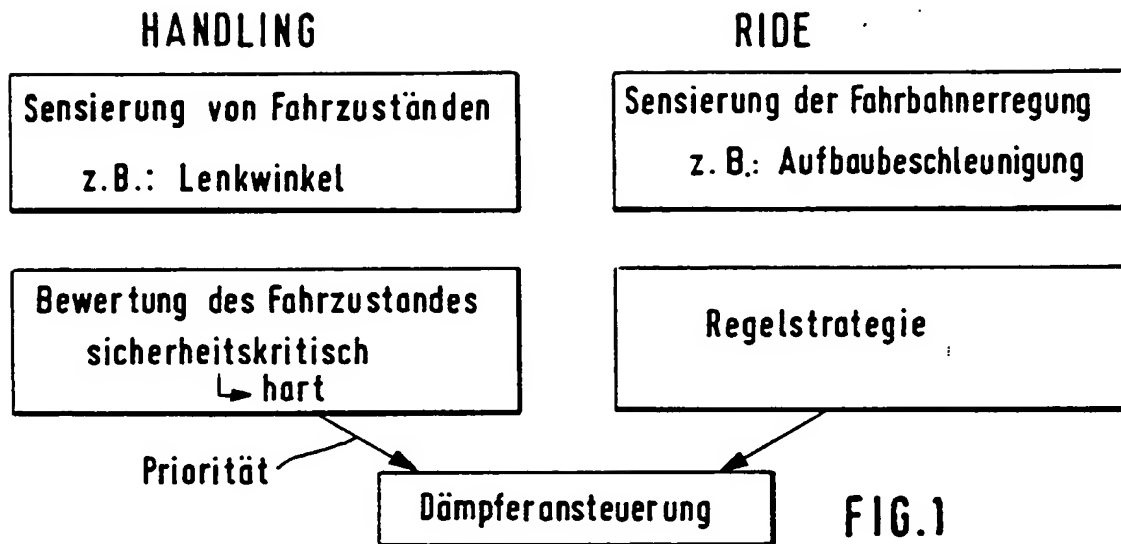 HANDLING
Sensierung von Fahrzuständen
z.B.: Lenkwinkel
Bewertung des Fahrzustandes
sicherheitskritisch
hart
Priorität
RIDE
Sensierung der Fahrbahnerregung
z. B.: Aufbaubeschleunigung
Regelstrategie
Dämpferansteuerung
FIG.1